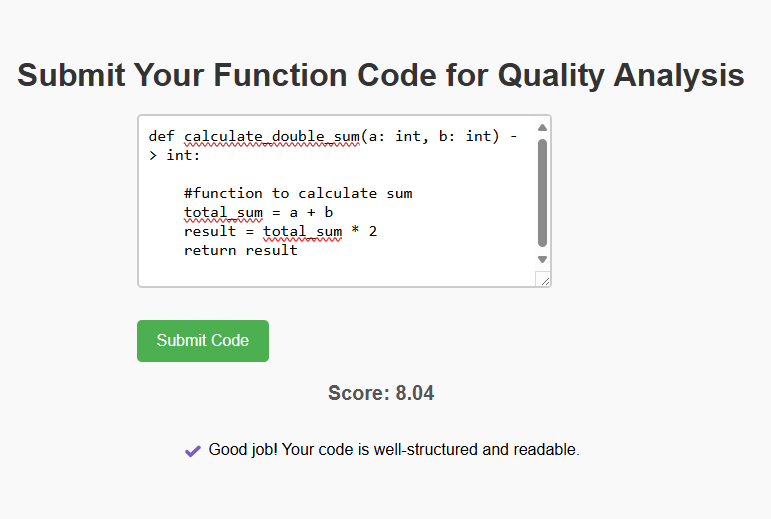 Submit Your Function Code for Quality Analysis
def calculate_double_sum(a: int, b: int) -
> int:
#function to calculate sum
total_sum = a + b
result = total_sum * 2
return result
Submit Code
Score: 8.04
✔ Good job! Your code is well-structured and readable.